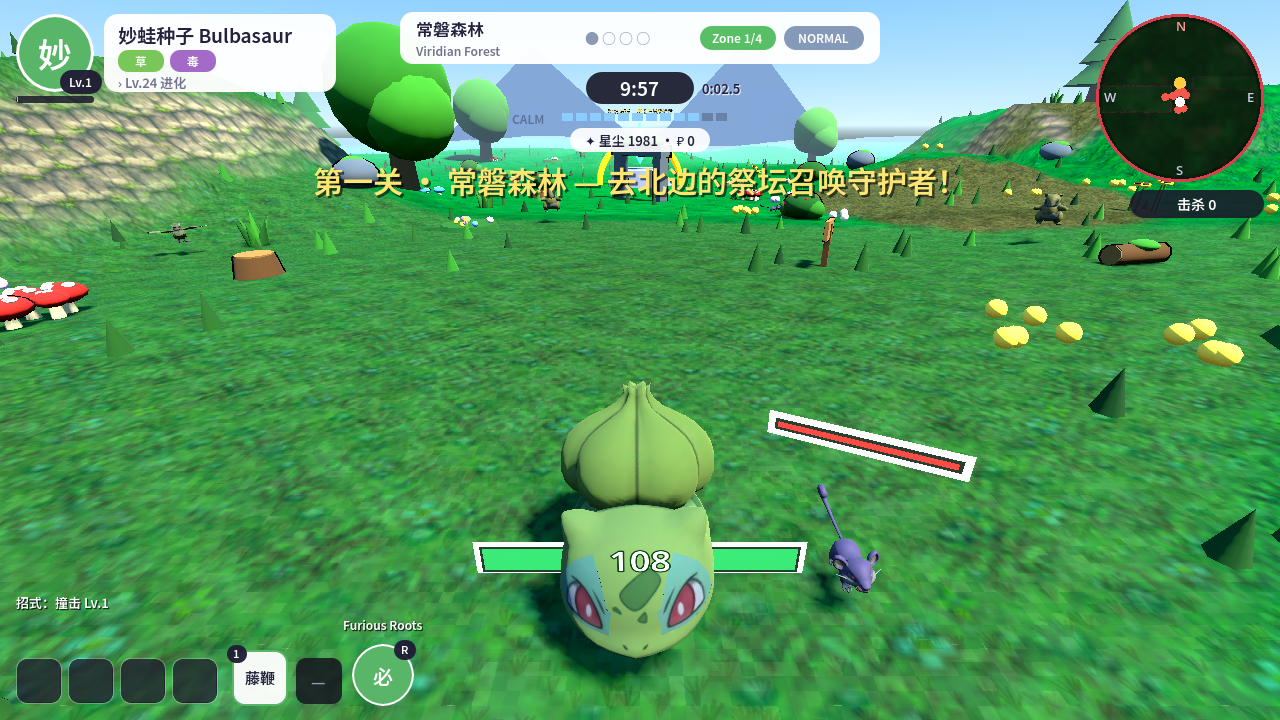 妙
Lv.1
妙蛙种子 Bulbasaur
草 毒
› Lv.24 进化
常磐森林
Viridian Forest
Zone 1/4
NORMAL
9:57
0:02.5
CALM
✦ 星尘 1981 · ₽ 0
第一关 常磐森林 — 去北边的祭坛召唤守护者！
N
W
E
S
击杀 0
108
招式：撞击 Lv.1
Furious Roots
1
藤鞭
—
必
R